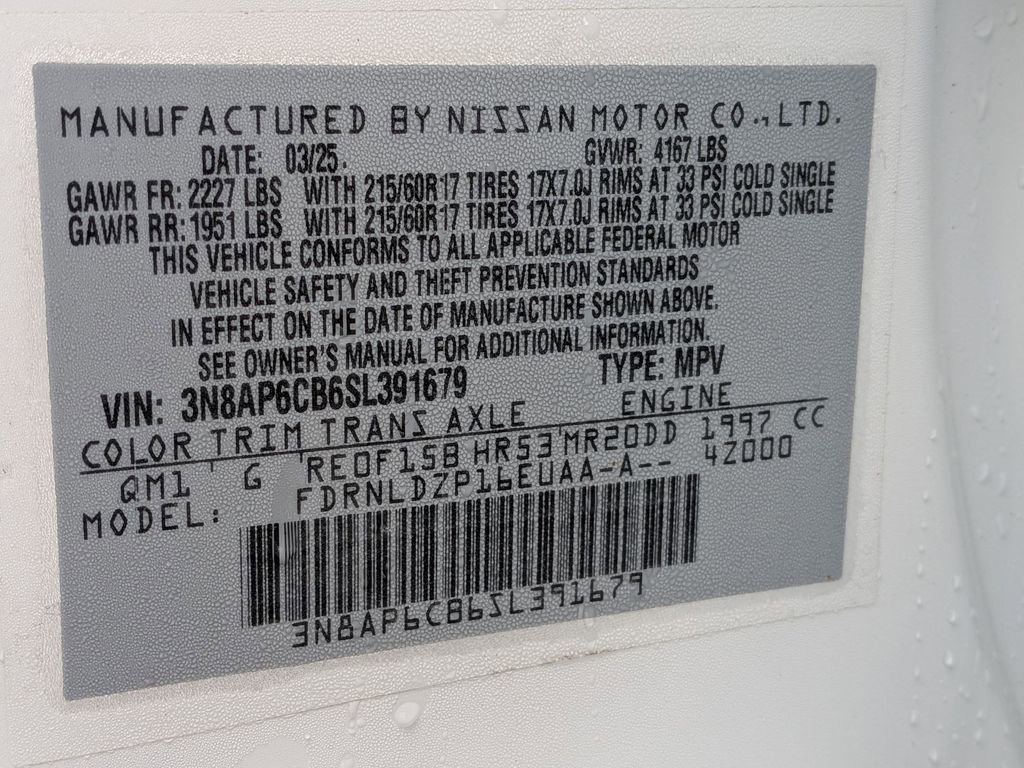 MANUFACTURED BY NISSAN MOTOR CO., LTD.
DATE: 03/25. GVWR: 4167 LBS
GAWR FR: 2227 LBS WITH 215/60R17 TIRES 17X7.0J RIMS AT 33 PSI COLD SINGLE
GAWR RR: 1951 LBS WITH 215/60R17 TIRES 17X7.0J RIMS AT 33 PSI COLD SINGLE
THIS VEHICLE CONFORMS TO ALL APPLICABLE FEDERAL MOTOR
VEHICLE SAFETY AND THEFT PREVENTION STANDARDS
IN EFFECT ON THE DATE OF MANUFACTURE SHOWN ABOVE.
SEE OWNER'S MANUAL FOR ADDITIONAL INFORMATION.
VIN: 3N8AP6CB6SL391679 TYPE: MPV
COLOR TRIM TRANS AXLE ENGINE
QM1 G RE0F15B HR53 MR20DD 1997 CC
MODEL: FDRNLDZP16EUAA-A-- 4Z000
3N8AP6CB6SL391679